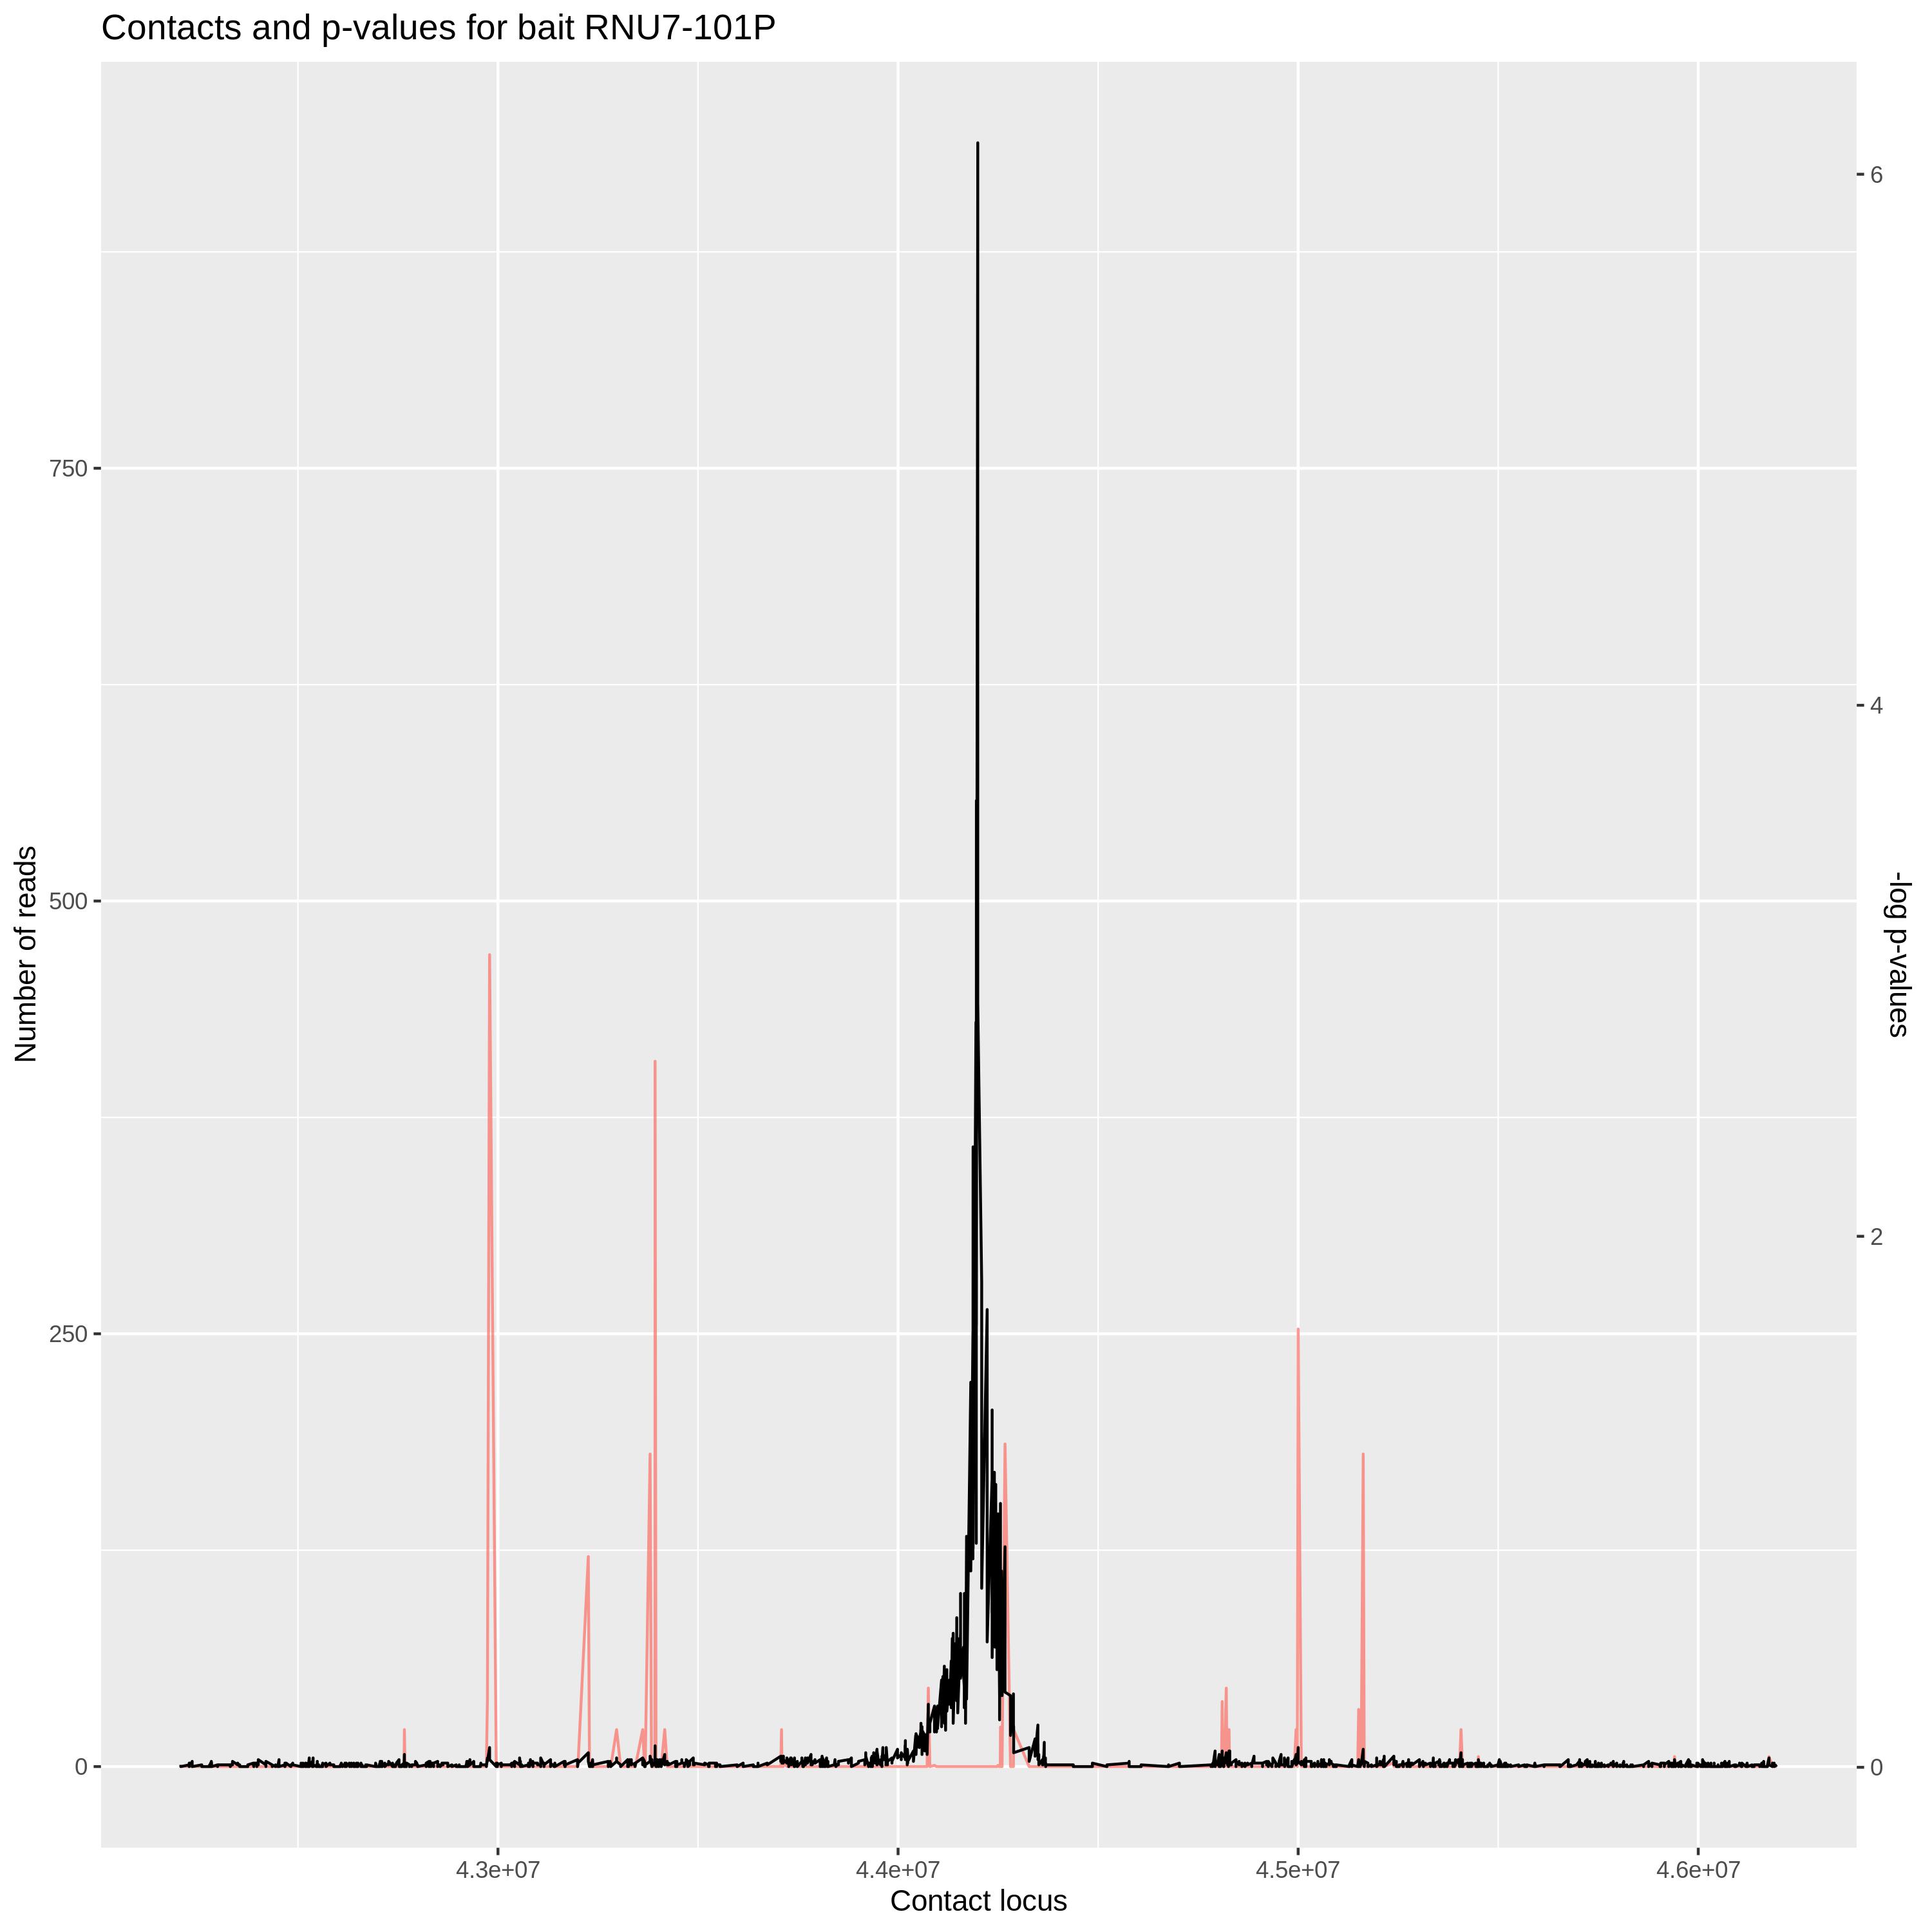 Contacts and p-values for bait RNU7-101P
6
750
4
Number of reads
500
-log p-values
2
250
0
0
4.3e+07
4.4e+07
4.5e+07
4.6e+07
Contact locus